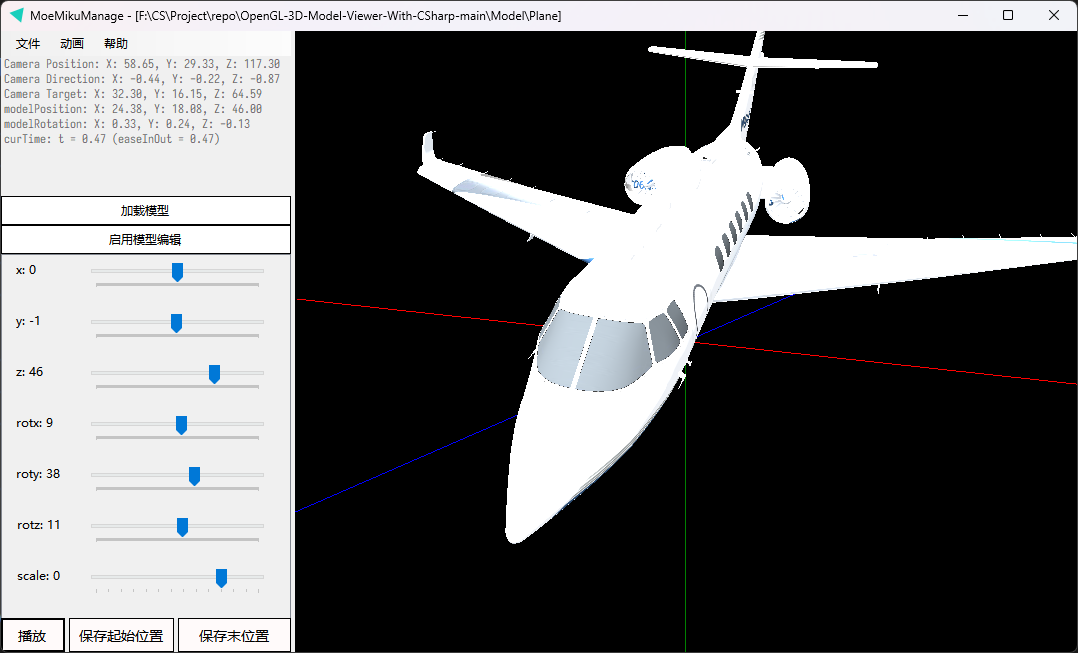 MoeMikuManage - [F:\CS\Project\repo\OpenGL-3D-Model-Viewer-With-CSharp-main\Model\Plane]
文件 动画 帮助
Camera Position: X: 58.65, Y: 29.33, Z: 117.30
Camera Direction: X: -0.44, Y: -0.22, Z: -0.87
Camera Target: X: 32.30, Y: 16.15, Z: 64.59
modelPosition: X: 24.38, Y: 18.08, Z: 46.00
modelRotation: X: 0.33, Y: 0.24, Z: -0.13
curTime: t = 0.47 (easeInOut = 0.47)
加载模型
启用模型编辑
x: 0
y: -1
z: 46
rotx: 9
roty: 38
rotz: 11
scale: 0
播放 保存起始位置 保存末位置